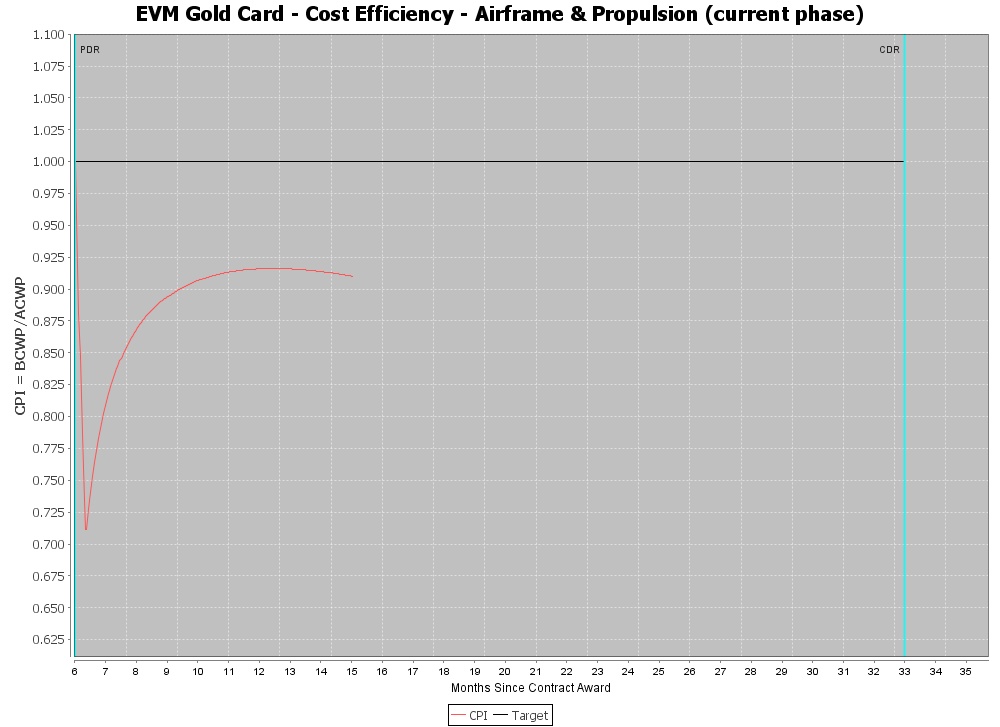 EVM Gold Card - Cost Efficiency - Airframe & Propulsion (current phase)
1.100
1.075
1.050
1.025
1.000
0.975
0.950
0.925
0.900
0.875
0.850
0.825
0.800
0.775
0.750
0.725
0.700
0.675
0.650
0.625
CPI = BCWP/ACWP
PDR
CDR
6 7 8 9 10 11 12 13 14 15 16 17 18 19 20 21 22 23 24 25 26 27 28 29 30 31 32 33 34 35
Months Since Contract Award
CPI Target